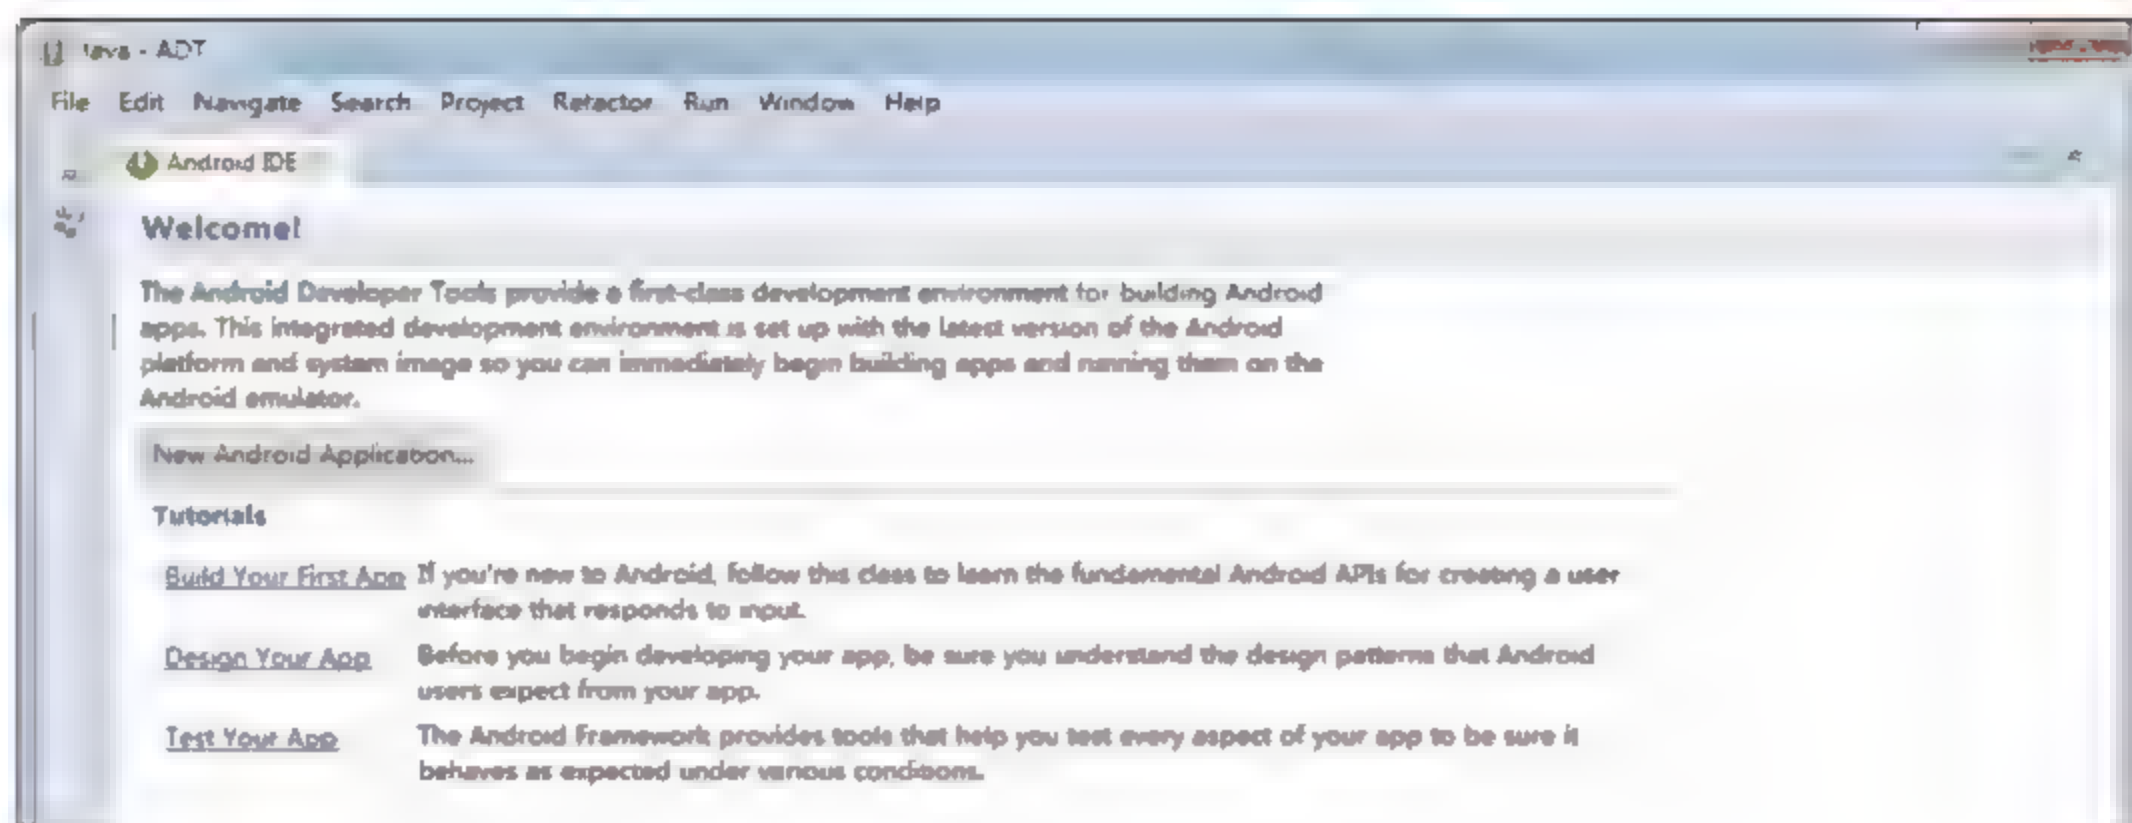 Java - ADT
File Edit Navigate Search Project Refactor Run Window Help
Android IDE
Welcome!
The Android Developer Tools provide a first-class development environment for building Android
apps. This integrated development environment is set up with the latest version of the Android
platform and system image so you can immediately begin building apps and running them on the
Android emulator.
New Android Application...
Tutorials
Build Your First App If you're new to Android, follow this class to learn the fundamental Android APIs for creating a user
interface that responds to input.
Design Your App Before you begin developing your app, be sure you understand the design patterns that Android
users expect from your app.
Test Your App The Android Framework provides tools that help you test every aspect of your app to be sure it
behaves as expected under various conditions.